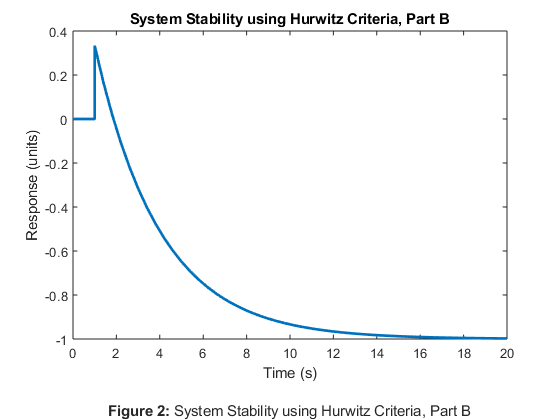 System Stability using Hurwitz Criteria, Part B
0.4
0.2
0
-0.2
-0.4
-0.6
-0.8
-1
Response (units)
0 2 4 6 8 10 12 14 16 18 20
Time (s)
Figure 2: System Stability using Hurwitz Criteria, Part B